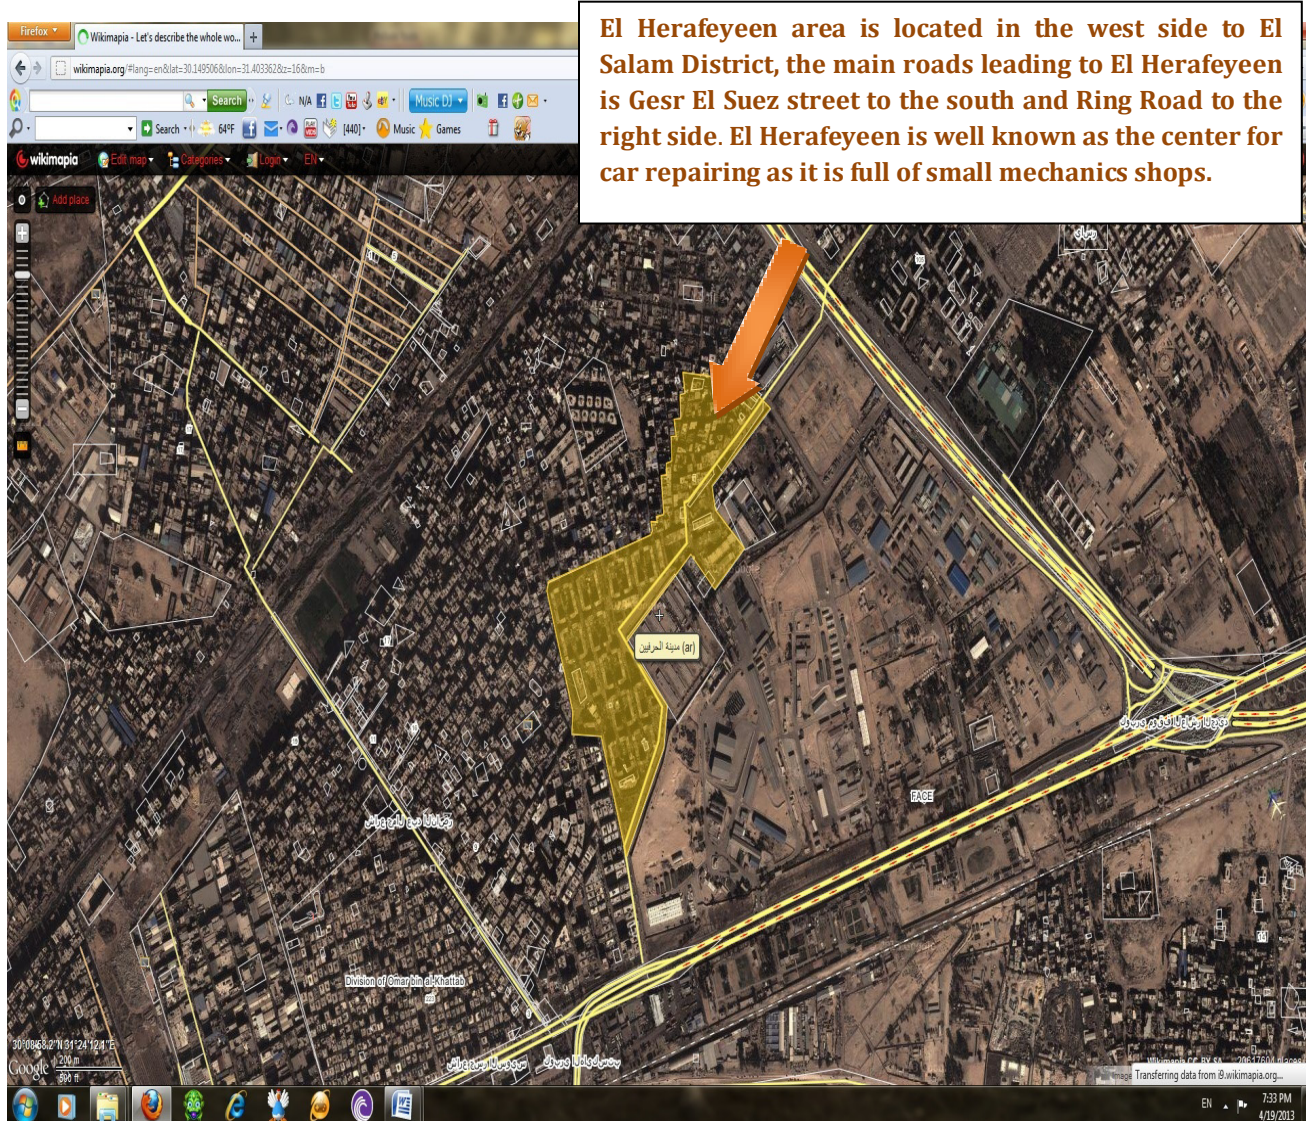 El Herafeyeen area is located in the west side to El
Salam District, the main roads leading to El Herafeyeen
is Gesr El Suez street to the south and Ring Road to the
right side. El Herafeyeen is well known as the center for
car repairing as it is full of small mechanics shops.
Firefox
Wikimapia - Let's describe the whole wo...
wikimapia.org/#lang=en&lat=30.149506&lon=31.403362&z=16&m=b
Search N/A Music DJ
Search 64°F [440] Music Games
wikimapia Edit map Categories Login EN
Add place
(ar) مدينة الحرفيين
FACE
Division of Omar bin al-Khattab
223
30°08'58.2"N 31°24'12.1"E
Google
200 m
500 ft
Transferring data from i9.wikimapia.org...
EN
7:33 PM
4/19/2013